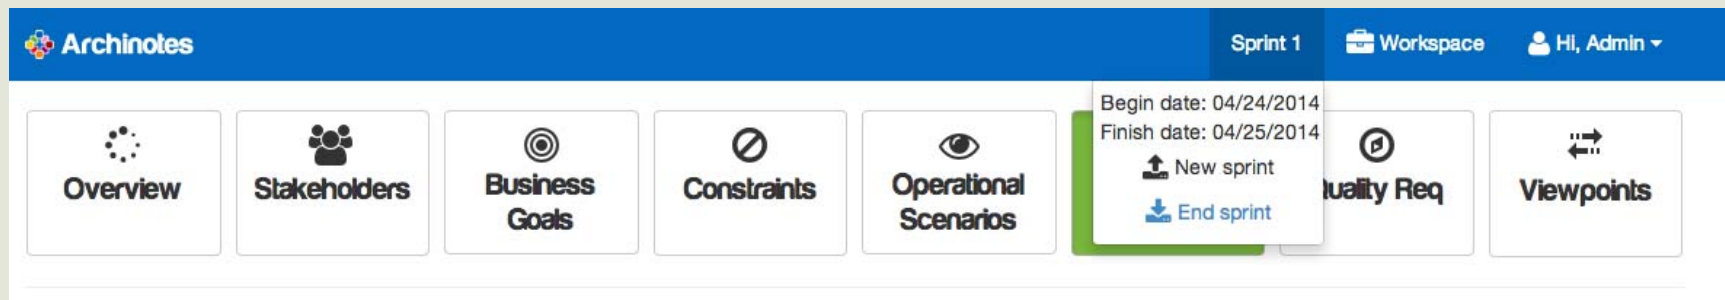 Archinotes
Sprint 1
Workspace
Hi, Admin
Begin date: 04/24/2014
Finish date: 04/25/2014
New sprint
End sprint
Overview
Stakeholders
Business
Goals
Constraints
Operational
Scenarios
Req
Viewpoints